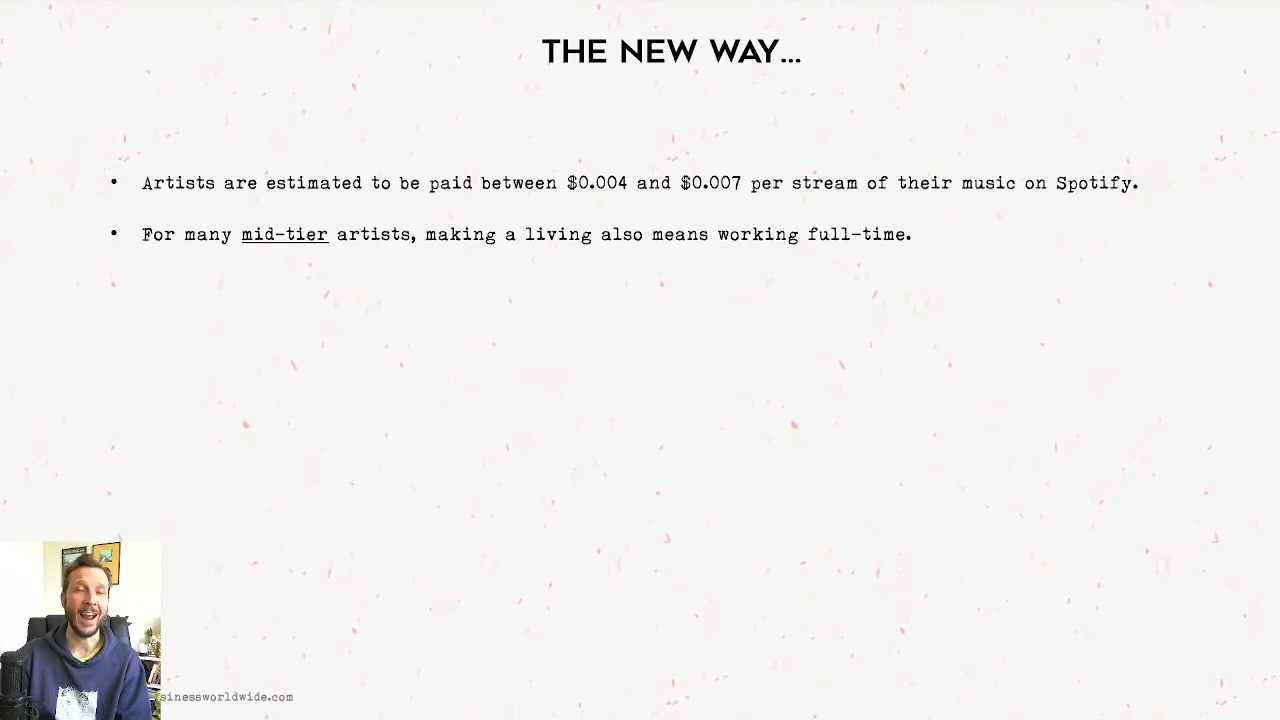 THE NEW WAY...
• Artists are estimated to be paid between $0.004 and $0.007 per stream of their music on Spotify.
• For many mid-tier artists, making a living also means working full-time.
sinessworldwide.com